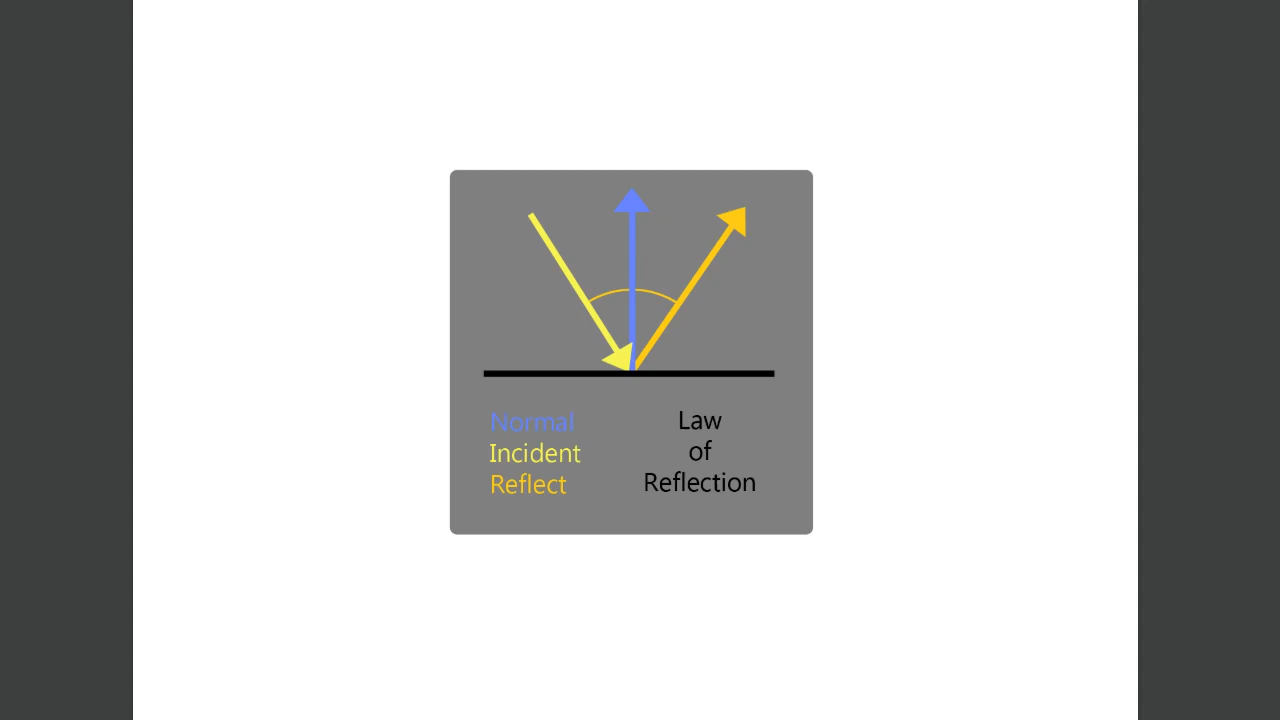 Normal
Incident
Reflect
Law
of
Reflection